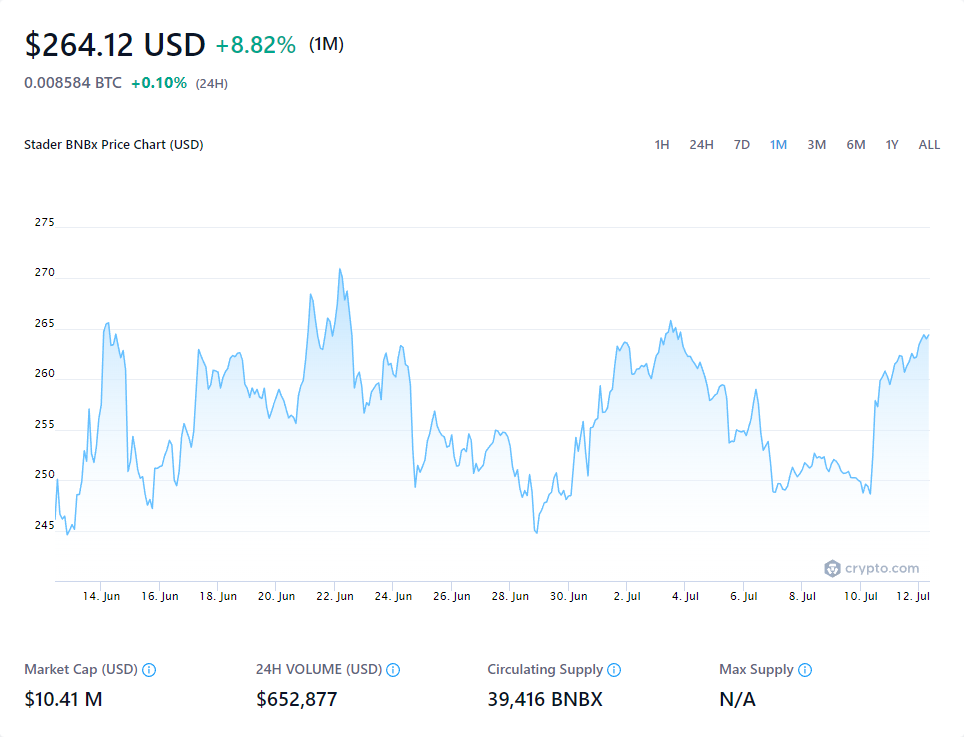 $264.12 USD +8.82% (1M)
0.008584 BTC +0.10% (24H)
Stader BNBx Price Chart (USD) 1H 24H 7D 1M 3M 6M 1Y ALL
275
270
265
260
255
250
245
crypto.com
14. Jun 16. Jun 18. Jun 20. Jun 22. Jun 24. Jun 26. Jun 28. Jun 30. Jun 2. Jul 4. Jul 6. Jul 8. Jul 10. Jul 12. Jul
Market Cap (USD) 24H VOLUME (USD) Circulating Supply Max Supply
$10.41 M $652,877 39,416 BNBX N/A